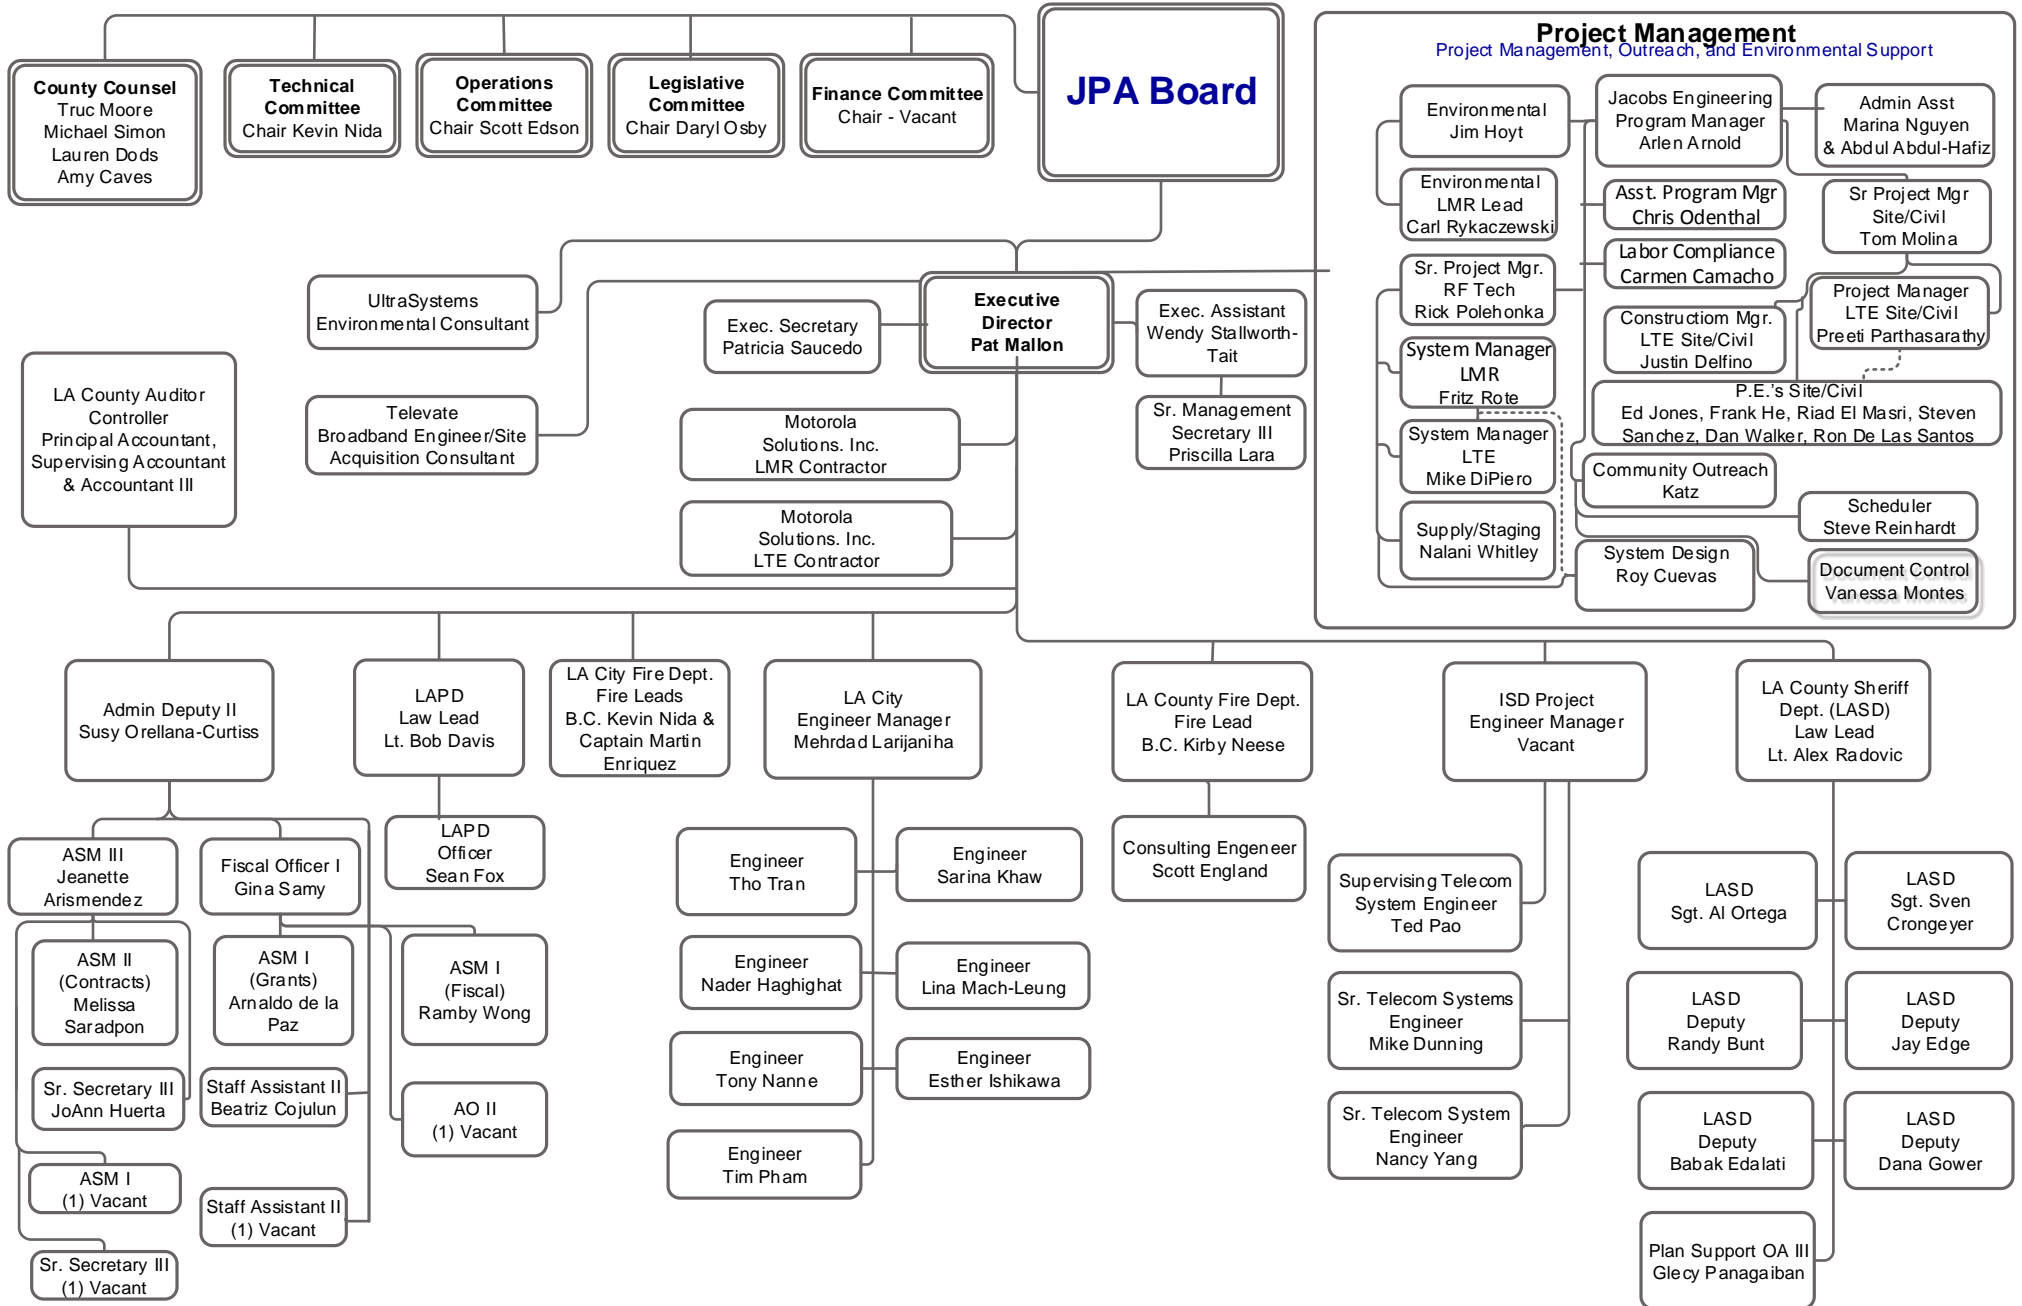 JPA Board
County Counsel
Truc Moore
Michael Simon
Lauren Dods
Amy Caves
Technical
Committee
Chair Kevin Nida
Operations
Committee
Chair Scott Edson
Legislative
Committee
Chair Daryl Osby
Finance Committee
Chair - Vacant
Project Management
Project Management, Outreach, and Environmental Support
Environmental
Jim Hoyt
Jacobs Engineering
Program Manager
Arlen Arnold
Admin Asst
Marina Nguyen
& Abdul Abdul-Hafiz
Environmental
LMR Lead
Carl Rykaczewski
Asst. Program Mgr
Chris Odenthal
Sr Project Mgr
Site/Civil
Tom Molina
Labor Compliance
Carmen Camacho
Sr. Project Mgr.
RF Tech
Rick Polehonka
Project Manager
LTE Site/Civil
Preeti Parthasarathy
Constructiom Mgr.
LTE Site/Civil
Justin Delfino
System Manager
LMR
Fritz Rote
P.E.'s Site/Civil
Ed Jones, Frank He, Riad El Masri, Steven
Sanchez, Dan Walker, Ron De Las Santos
System Manager
LTE
Mike DiPiero
Community Outreach
Katz
Scheduler
Steve Reinhardt
Supply/Staging
Nalani Whitley
System Design
Roy Cuevas
Document Control
Vanessa Montes
UltraSystems
Environmental Consultant
Exec. Secretary
Patricia Saucedo
Executive
Director
Pat Mallon
Exec. Assistant
Wendy Stallworth-
Tait
LA County Auditor
Controller
Principal Accountant,
Supervising Accountant
& Accountant III
Televate
Broadband Engineer/Site
Acquisition Consultant
Motorola
Solutions. Inc.
LMR Contractor
Sr. Management
Secretary III
Priscilla Lara
Motorola
Solutions. Inc.
LTE Contractor
Admin Deputy II
Susy Orellana-Curtiss
LAPD
Law Lead
Lt. Bob Davis
LA City Fire Dept.
Fire Leads
B.C. Kevin Nida &
Captain Martin
Enriquez
LA City
Engineer Manager
Mehrdad Larijaniha
LA County Fire Dept.
Fire Lead
B.C. Kirby Neese
ISD Project
Engineer Manager
Vacant
LA County Sheriff
Dept. (LASD)
Law Lead
Lt. Alex Radovic
ASM III
Jeanette
Arismendez
Fiscal Officer I
Gina Samy
LAPD
Officer
Sean Fox
Engineer
Tho Tran
Engineer
Sarina Khaw
Consulting Engeneer
Scott England
Supervising Telecom
System Engineer
Ted Pao
LASD
Sgt. Al Ortega
LASD
Sgt. Sven
Crongeyer
ASM II
(Contracts)
Melissa
Saradpon
ASM I
(Grants)
Arnaldo de la
Paz
ASM I
(Fiscal)
Ramby Wong
Engineer
Nader Haghighat
Engineer
Lina Mach-Leung
Sr. Telecom Systems
Engineer
Mike Dunning
LASD
Deputy
Randy Bunt
LASD
Deputy
Jay Edge
Sr. Secretary III
JoAnn Huerta
Staff Assistant II
Beatriz Cojulun
AO II
(1) Vacant
Engineer
Tony Nanne
Engineer
Esther Ishikawa
Sr. Telecom System
Engineer
Nancy Yang
LASD
Deputy
Babak Edalati
LASD
Deputy
Dana Gower
ASM I
(1) Vacant
Staff Assistant II
(1) Vacant
Engineer
Tim Pham
Sr. Secretary III
(1) Vacant
Plan Support OA III
Glecy Panagaiban